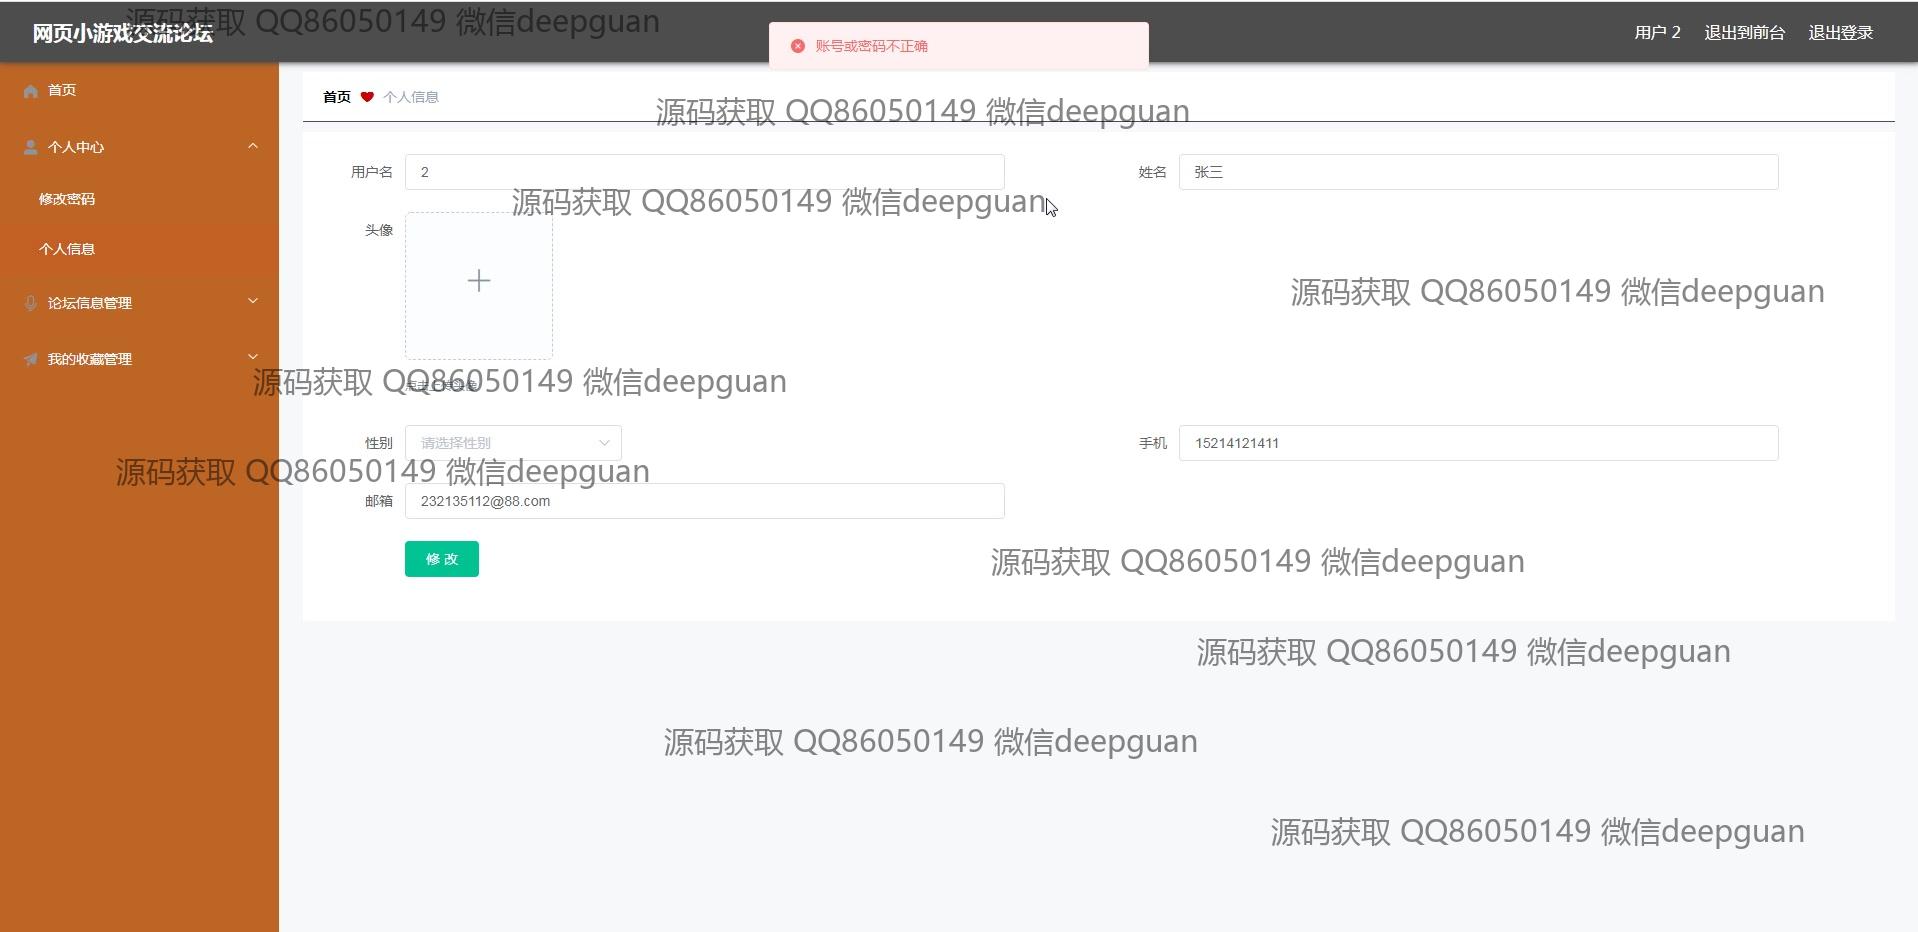 网页小游戏交流论坛
源码获取 QQ86050149 微信deepguan
账号或密码不正确
用户 2
退出到前台
退出登录
首页
首页 个人信息
源码获取 QQ86050149 微信deepguan
个人中心
用户名 2
姓名 张三
修改密码
源码获取 QQ86050149 微信deepguan
头像
个人信息
源码获取 QQ86050149 微信deepguan
论坛信息管理
我的收藏管理
源码获取 QQ86050149 微信deepguan
点击上传头像
性别 请选择性别
手机 15214121411
源码获取 QQ86050149 微信deepguan
邮箱 232135112@88.com
修 改
源码获取 QQ86050149 微信deepguan
源码获取 QQ86050149 微信deepguan
源码获取 QQ86050149 微信deepguan
源码获取 QQ86050149 微信deepguan